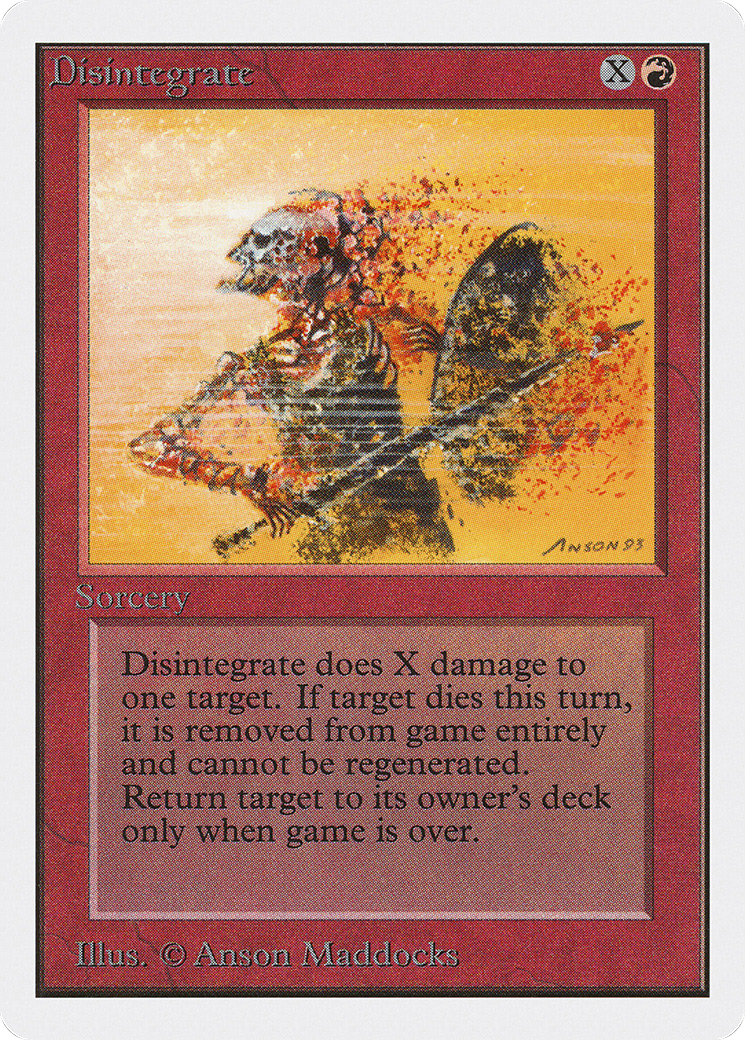 Disintegrate X
ANSON 93
Sorcery
Disintegrate does X damage to
one target. If target dies this turn,
it is removed from game entirely
and cannot be regenerated.
Return target to its owner's deck
only when game is over.
Illus. © Anson Maddocks